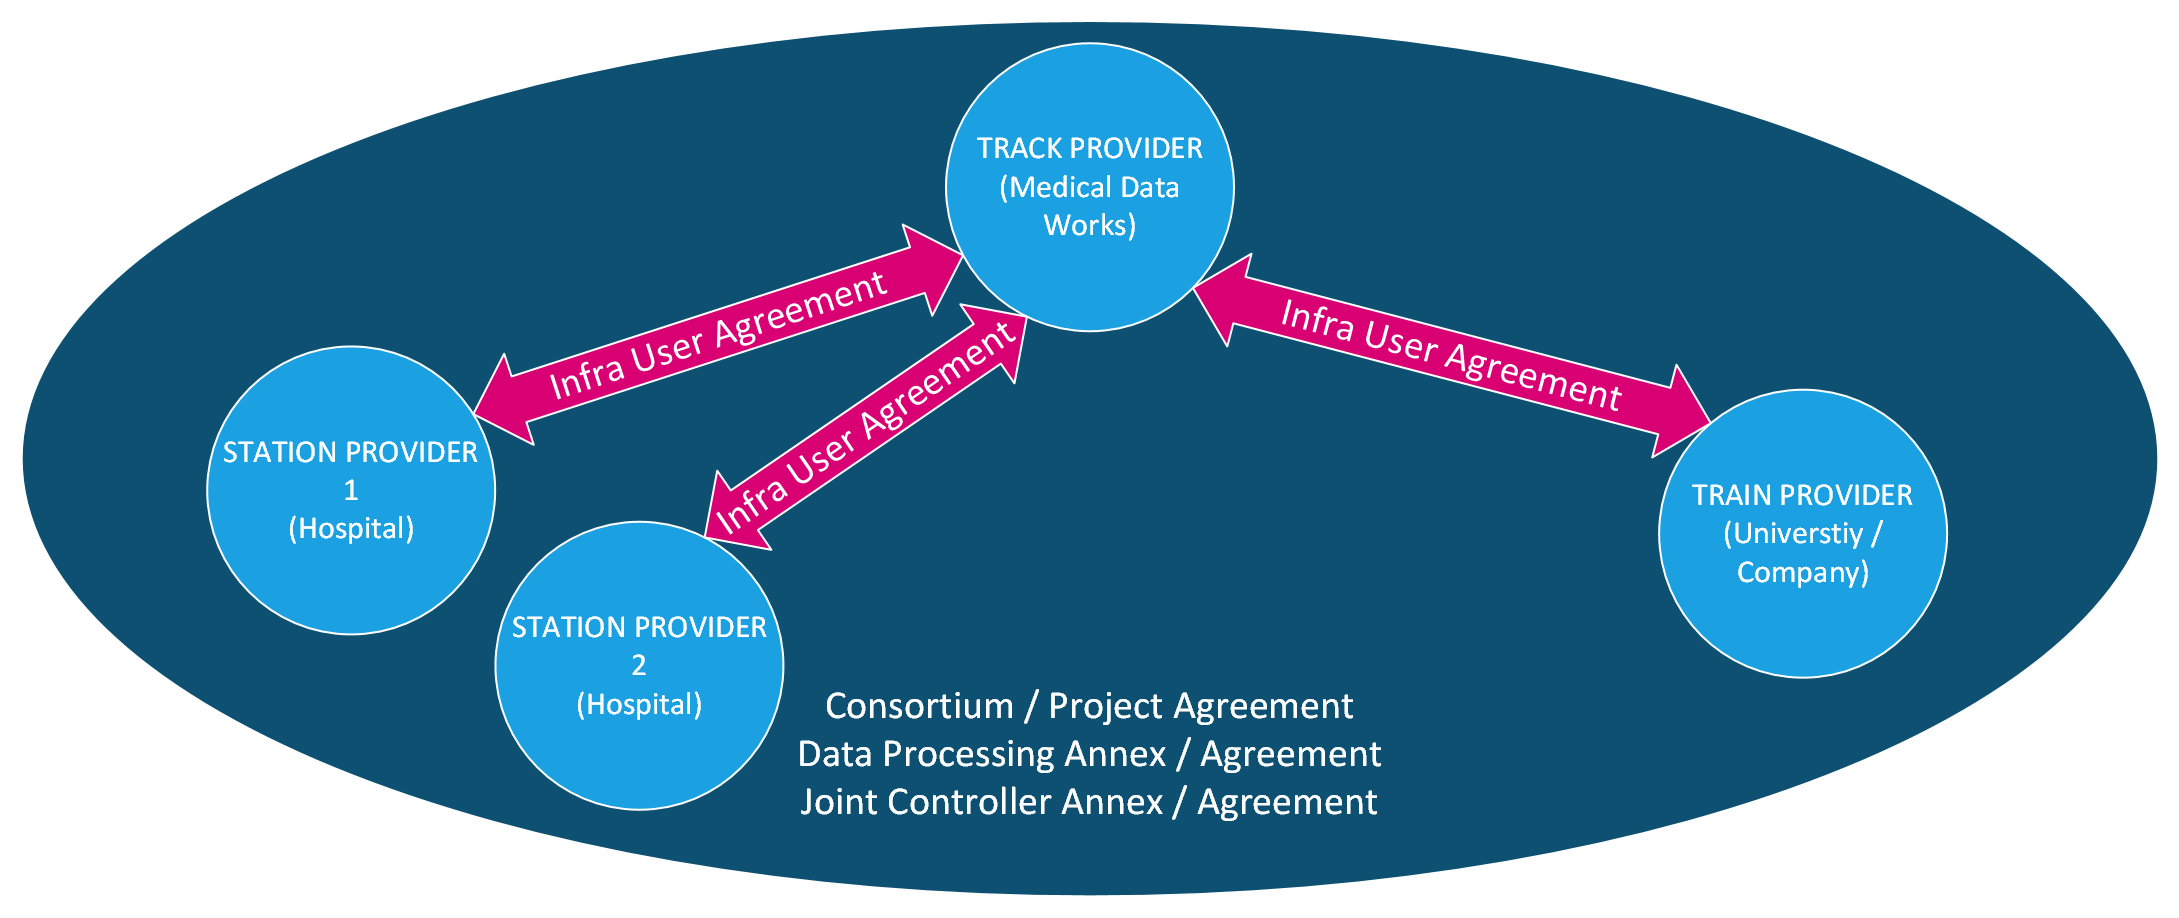 TRACK PROVIDER
(Medical Data
Works)
Infra User Agreement
Infra User Agreement
Infra User Agreement
STATION PROVIDER
1
(Hospital)
STATION PROVIDER
2
(Hospital)
TRAIN PROVIDER
(Universtiy /
Company)
Consortium / Project Agreement
Data Processing Annex / Agreement
Joint Controller Annex / Agreement